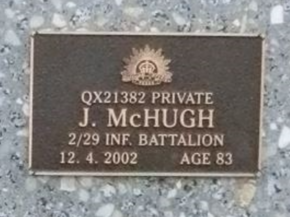 QX21382 PRIVATE
J. McHUGH
2/29 INF. BATTALION
12. 4. 2002 AGE 83